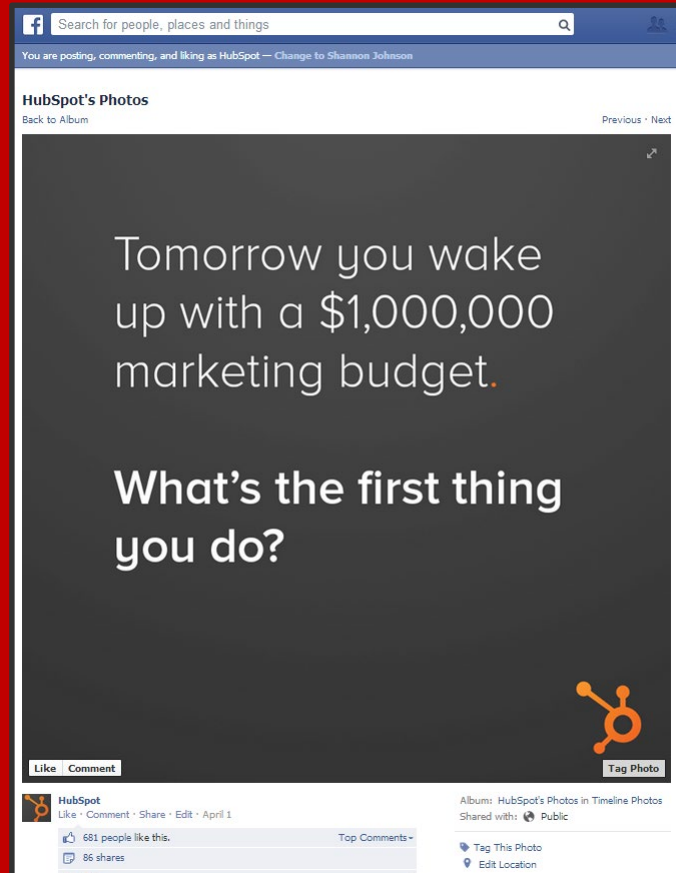 Search for people, places and things
You are posting, commenting, and liking as HubSpot — Change to Shannon Johnson
HubSpot's Photos
Back to Album
Previous · Next
Tomorrow you wake
up with a $1,000,000
marketing budget.
What's the first thing
you do?
Like Comment
Tag Photo
HubSpot
Like · Comment · Share · Edit · April 1
681 people like this.
Top Comments
86 shares
Album: HubSpot's Photos in Timeline Photos
Shared with: Public
Tag This Photo
Edit Location